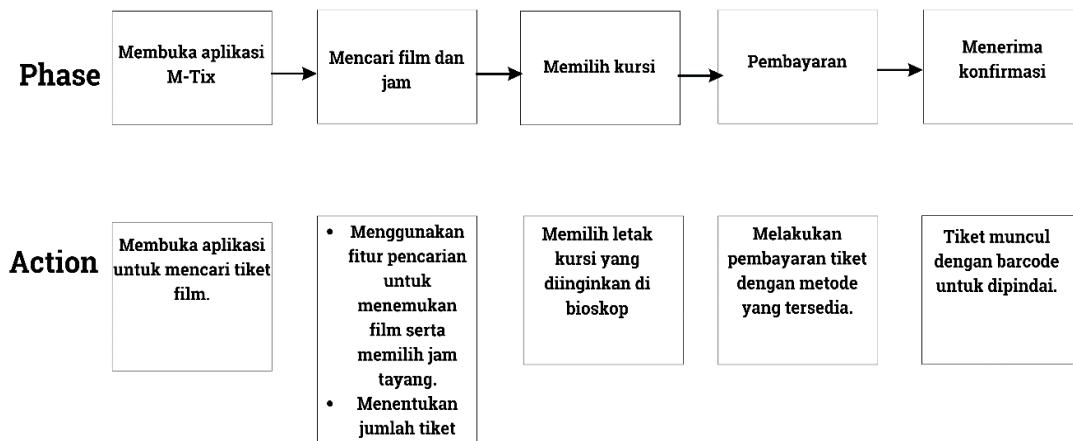 Phase
Membuka aplikasi
M-Tix
Mencari film dan
jam
Memilih kursi
Pembayaran
Menerima
konfirmasi
Action
Membuka aplikasi
untuk mencari tiket
film.
• Menggunakan
fitur pencarian
untuk
menemukan
film serta
memilih jam
tayang.
• Menentukan
jumlah tiket
Memilih letak
kursi yang
diinginkan di
bioskop
Melakukan
pembayaran tiket
dengan metode
yang tersedia.
Tiket muncul
dengan barcode
untuk dipindai.